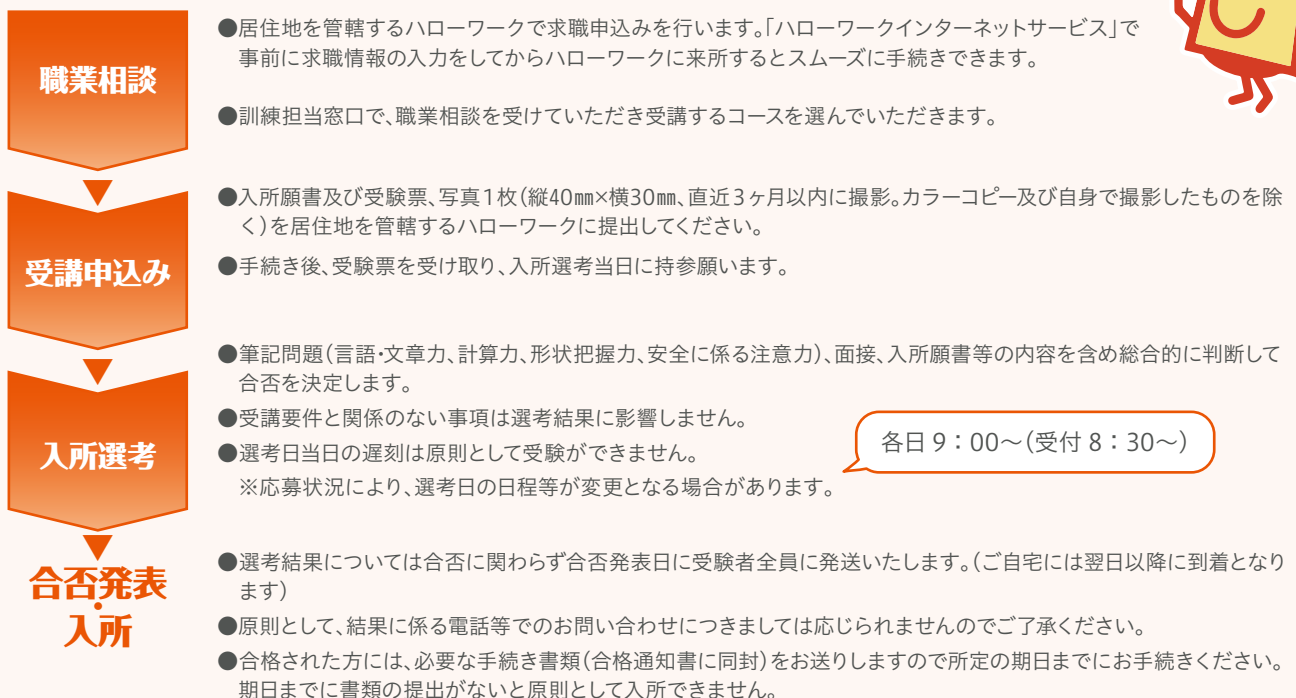 職業相談
●居住地を管轄するハローワークで求職申込みを行います。「ハローワークインターネットサービス」で
事前に求職情報の入力をしてからハローワークに来所するとスムーズに手続きできます。
●訓練担当窓口で、職業相談を受けていただき受講するコースを選んでいただきます。
受講申込み
●入所願書及び受験票、写真1枚(縦40㎜×横30㎜、直近3ヶ月以内に撮影。カラーコピー及び自身で撮影したものを除
く)を居住地を管轄するハローワークに提出してください。
●手続き後、受験票を受け取り、入所選考当日に持参願います。
入所選考
●筆記問題(言語・文章力、計算力、形状把握力、安全に係る注意力)、面接、入所願書等の内容を含め総合的に判断して
合否を決定します。
●受講要件と関係のない事項は選考結果に影響しません。
●選考日当日の遅刻は原則として受験ができません。
※応募状況により、選考日の日程等が変更となる場合があります。
各日 9：00～(受付 8：30～)
合否発表
・
入所
●選考結果については合否に関わらず合否発表日に受験者全員に発送いたします。(ご自宅には翌日以降に到着となり
ます)
●原則として、結果に係る電話等でのお問い合わせにつきましては応じられませんのでご了承ください。
●合格された方には、必要な手続き書類(合格通知書に同封)をお送りしますので所定の期日までにお手続きください。
期日までに書類の提出がないと原則として入所できません。